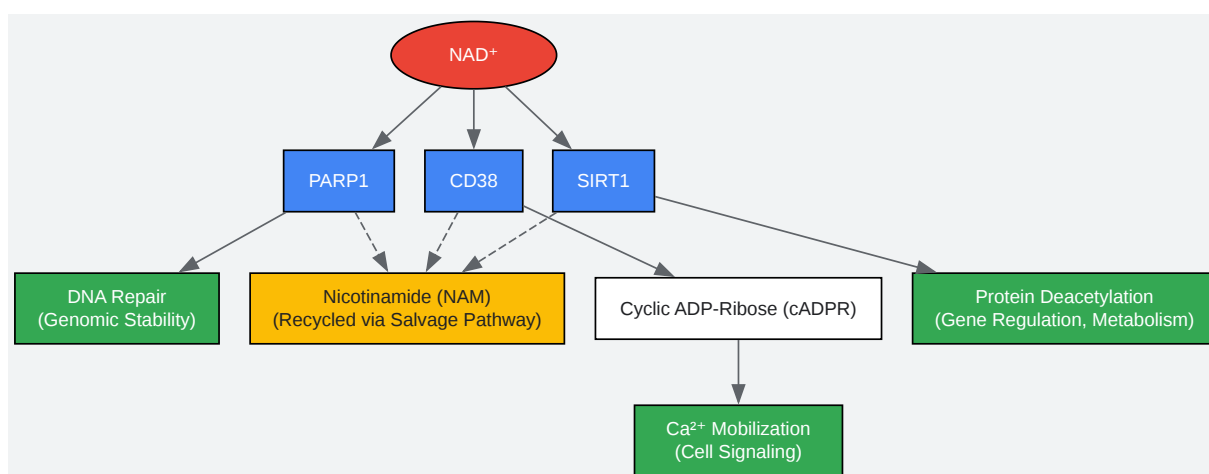 NAD⁺
PARP1
CD38
SIRT1
DNA Repair
(Genomic Stability)
Nicotinamide (NAM)
(Recycled via Salvage Pathway)
Cyclic ADP-Ribose (cADPR)
Protein Deacetylation
(Gene Regulation, Metabolism)
Ca²⁺ Mobilization
(Cell Signaling)